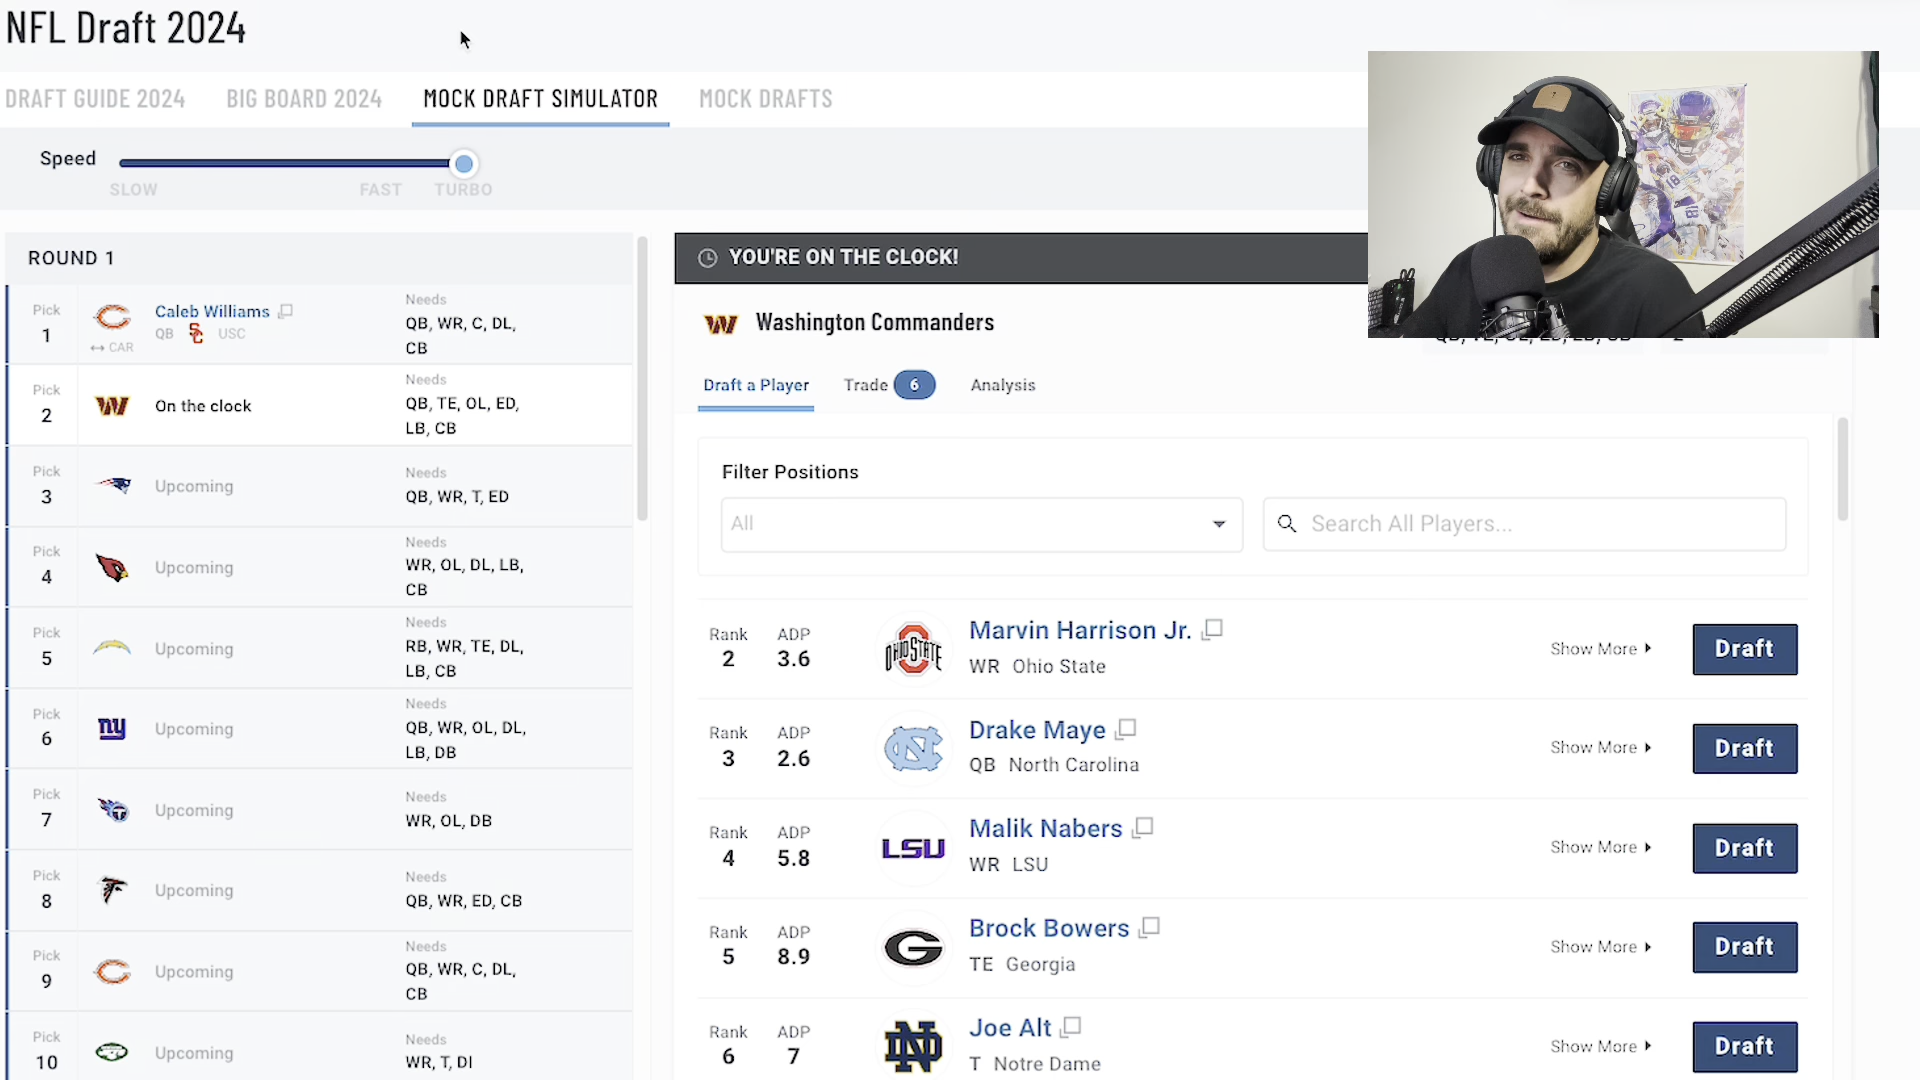 NFL Draft 2024
DRAFT GUIDE 2024 BIG BOARD 2024 MOCK DRAFT SIMULATOR MOCK DRAFTS
Speed
SLOW FAST TURBO
ROUND 1
Pick 1
CAR
Caleb Williams
QB USC
Needs
QB, WR, C, DL,
CB
Pick 2
On the clock
Needs
QB, TE, OL, ED,
LB, CB
Pick 3
Upcoming
Needs
QB, WR, T, ED
Pick 4
Upcoming
Needs
WR, OL, DL, LB,
CB
Pick 5
Upcoming
Needs
RB, WR, TE, DL,
LB, CB
Pick 6
ny
Upcoming
Needs
QB, WR, OL, DL,
LB, DB
Pick 7
Upcoming
Needs
WR, OL, DB
Pick 8
Upcoming
Needs
QB, WR, ED, CB
Pick 9
Upcoming
Needs
QB, WR, C, DL,
CB
Pick 10
Upcoming
Needs
WR, T, DI
YOU'RE ON THE CLOCK!
Washington Commanders
Draft a Player Trade 6 Analysis
Filter Positions
All
Search All Players...
Rank 2 ADP 3.6
OHIO STATE
Marvin Harrison Jr.
WR Ohio State
Show More
Draft
Rank 3 ADP 2.6
Drake Maye
QB North Carolina
Show More
Draft
Rank 4 ADP 5.8
LSU
Malik Nabers
WR LSU
Show More
Draft
Rank 5 ADP 8.9
Brock Bowers
TE Georgia
Show More
Draft
Rank 6 ADP 7
Joe Alt
T Notre Dame
Show More
Draft